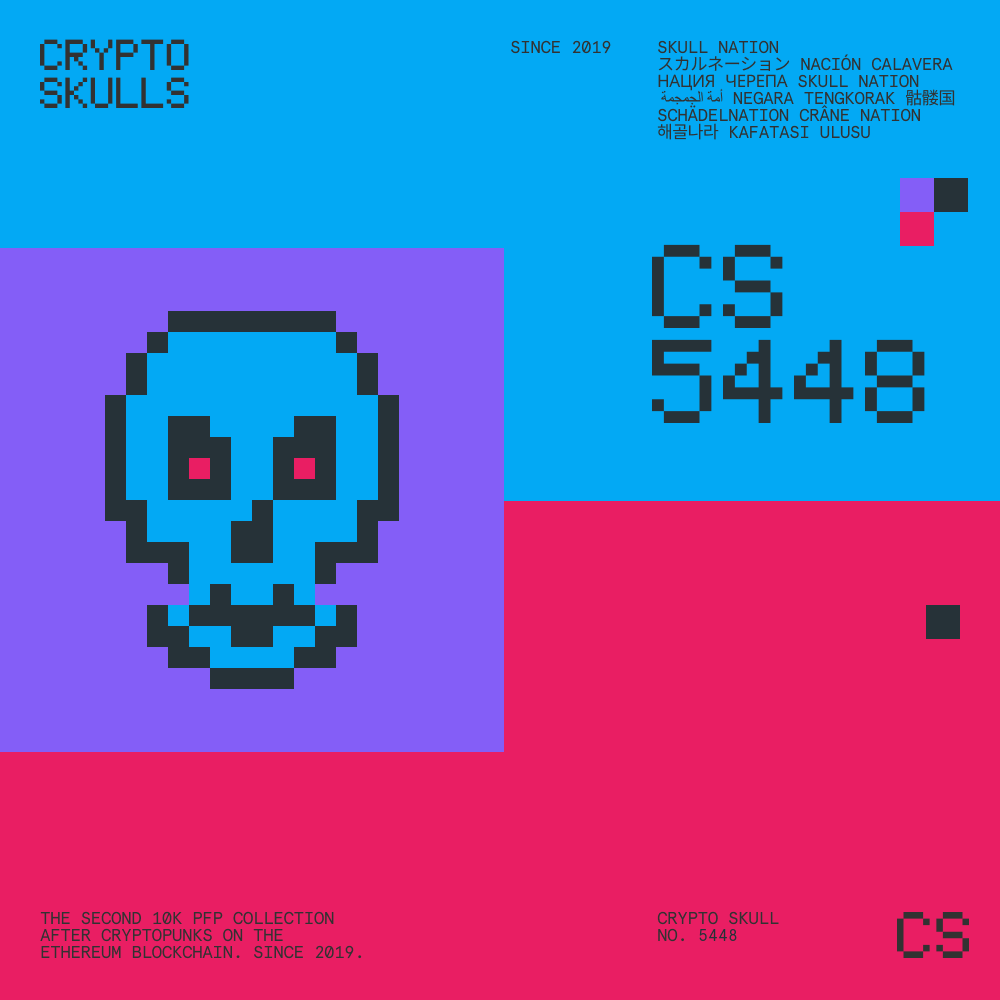 CRYPTO
SKULLS
SINCE 2019
SKULL NATION
スカルネーション NACIÓN CALAVERA
НАЦИЯ ЧЕРЕПА SKULL NATION
أمة الجمجمة NEGARA TENGKORAK 骷髅国
SCHÄDELNATION CRÂNE NATION
해골나라 KAFATASI ULUSU
CS
5448
THE SECOND 10K PFP COLLECTION
AFTER CRYPTOPUNKS ON THE
ETHEREUM BLOCKCHAIN. SINCE 2019.
CRYPTO SKULL
NO. 5448
CS